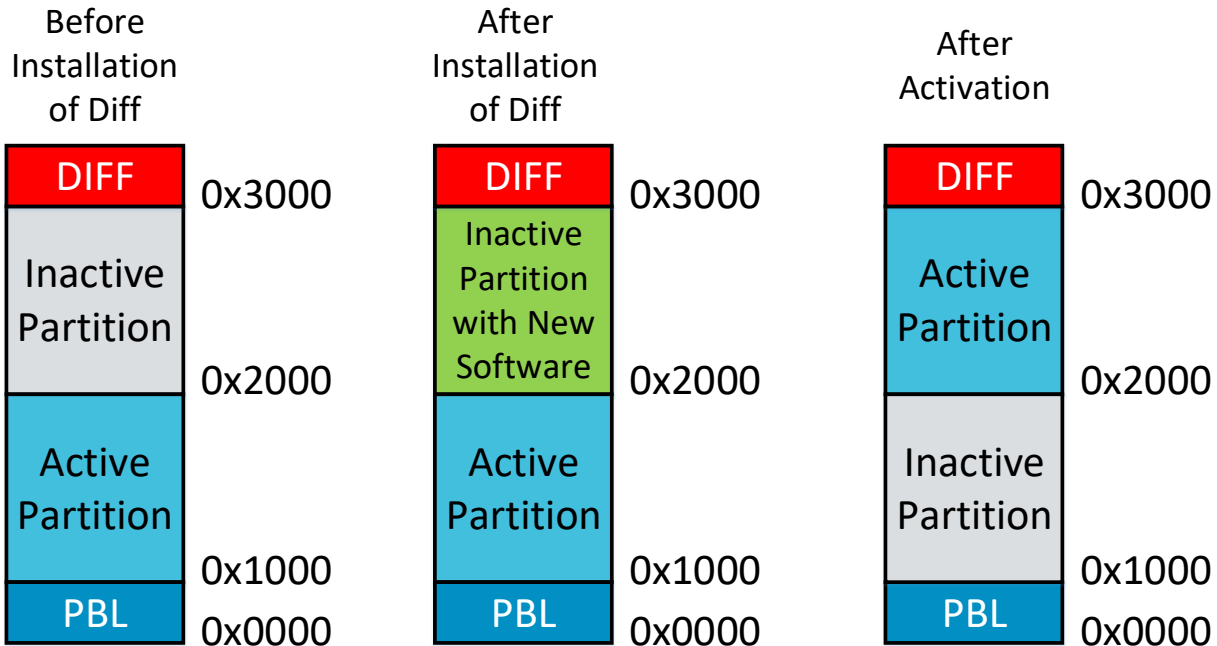 Before
Installation
of Diff
DIFF
0x3000
Inactive
Partition
0x2000
Active
Partition
0x1000
PBL
0x0000
After
Installation
of Diff
DIFF
0x3000
Inactive
Partition
with New
Software
0x2000
Active
Partition
0x1000
PBL
0x0000
After
Activation
DIFF
0x3000
Active
Partition
0x2000
Inactive
Partition
0x1000
PBL
0x0000